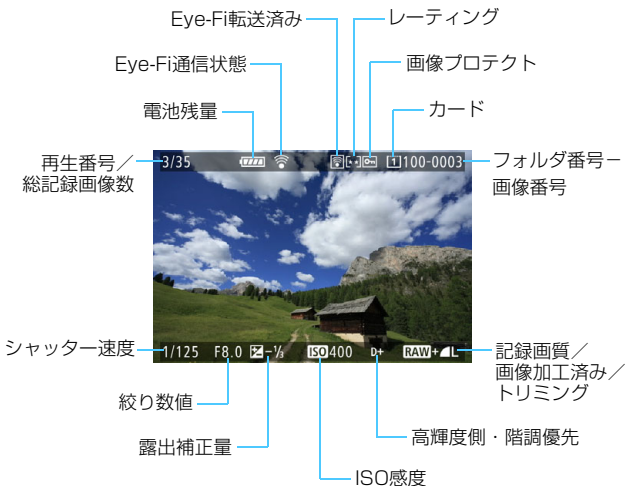 Eye-Fi転送済み
レーティング
Eye-Fi通信状態
画像プロテクト
電池残量
カード
再生番号/
総記録画像数
3/35
1 100-0003
フォルダ番号-
画像番号
シャッター速度
1/125 F8.0 -1/3 ISO400 D+ RAW+L
記録画質/
画像加工済み/
トリミング
絞り数値
高輝度側・階調優先
露出補正量
ISO感度